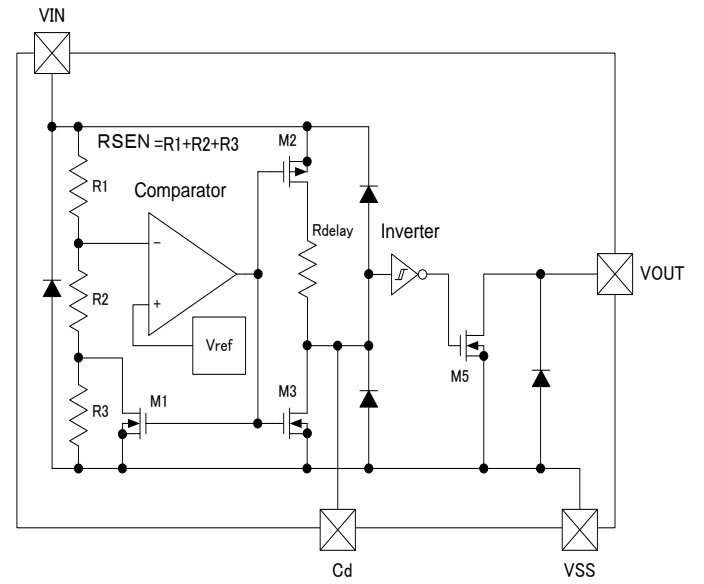 VIN
RSEN =R1+R2+R3
M2
R1
Comparator
Rdelay
Inverter
−
VOUT
R2
+
Vref
M5
M1
M3
R3
Cd
VSS